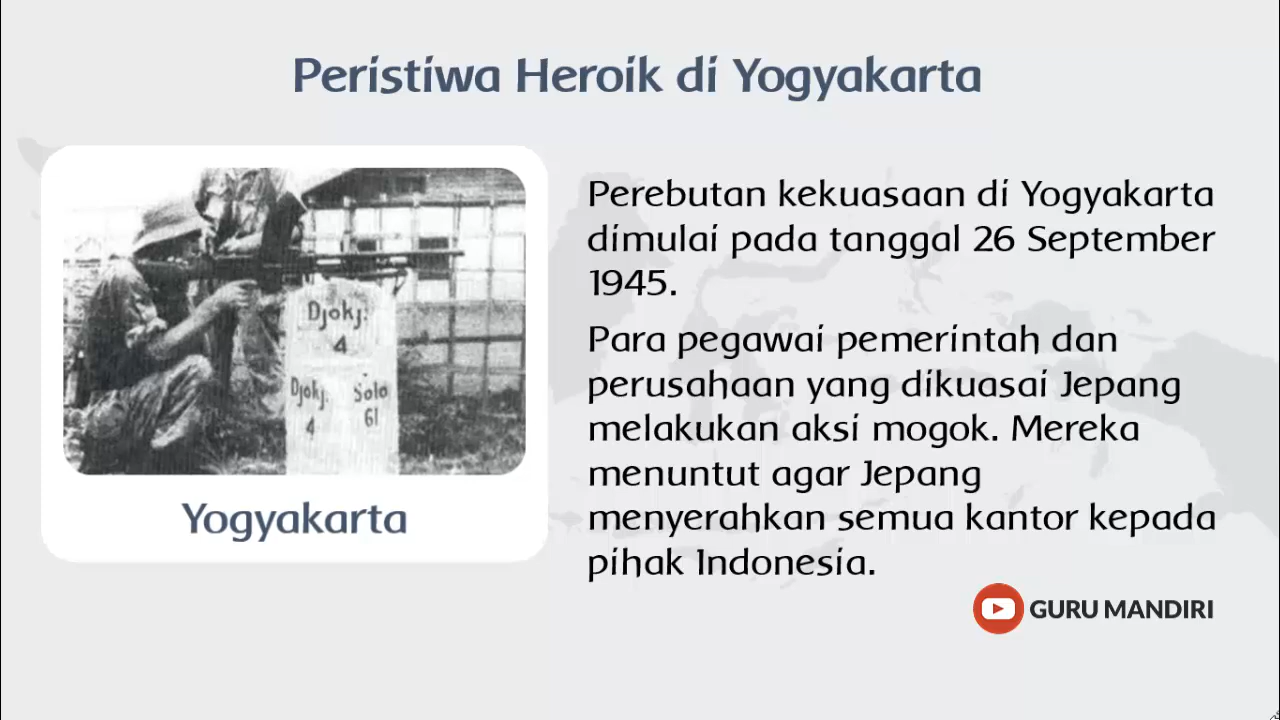 Peristiwa Heroik di Yogyakarta
Djokj.
4
Djokj. Solo
4 61
Yogyakarta
Perebutan kekuasaan di Yogyakarta
dimulai pada tanggal 26 September
1945.
Para pegawai pemerintah dan
perusahaan yang dikuasai Jepang
melakukan aksi mogok. Mereka
menuntut agar Jepang
menyerahkan semua kantor kepada
pihak Indonesia.
GURU MANDIRI